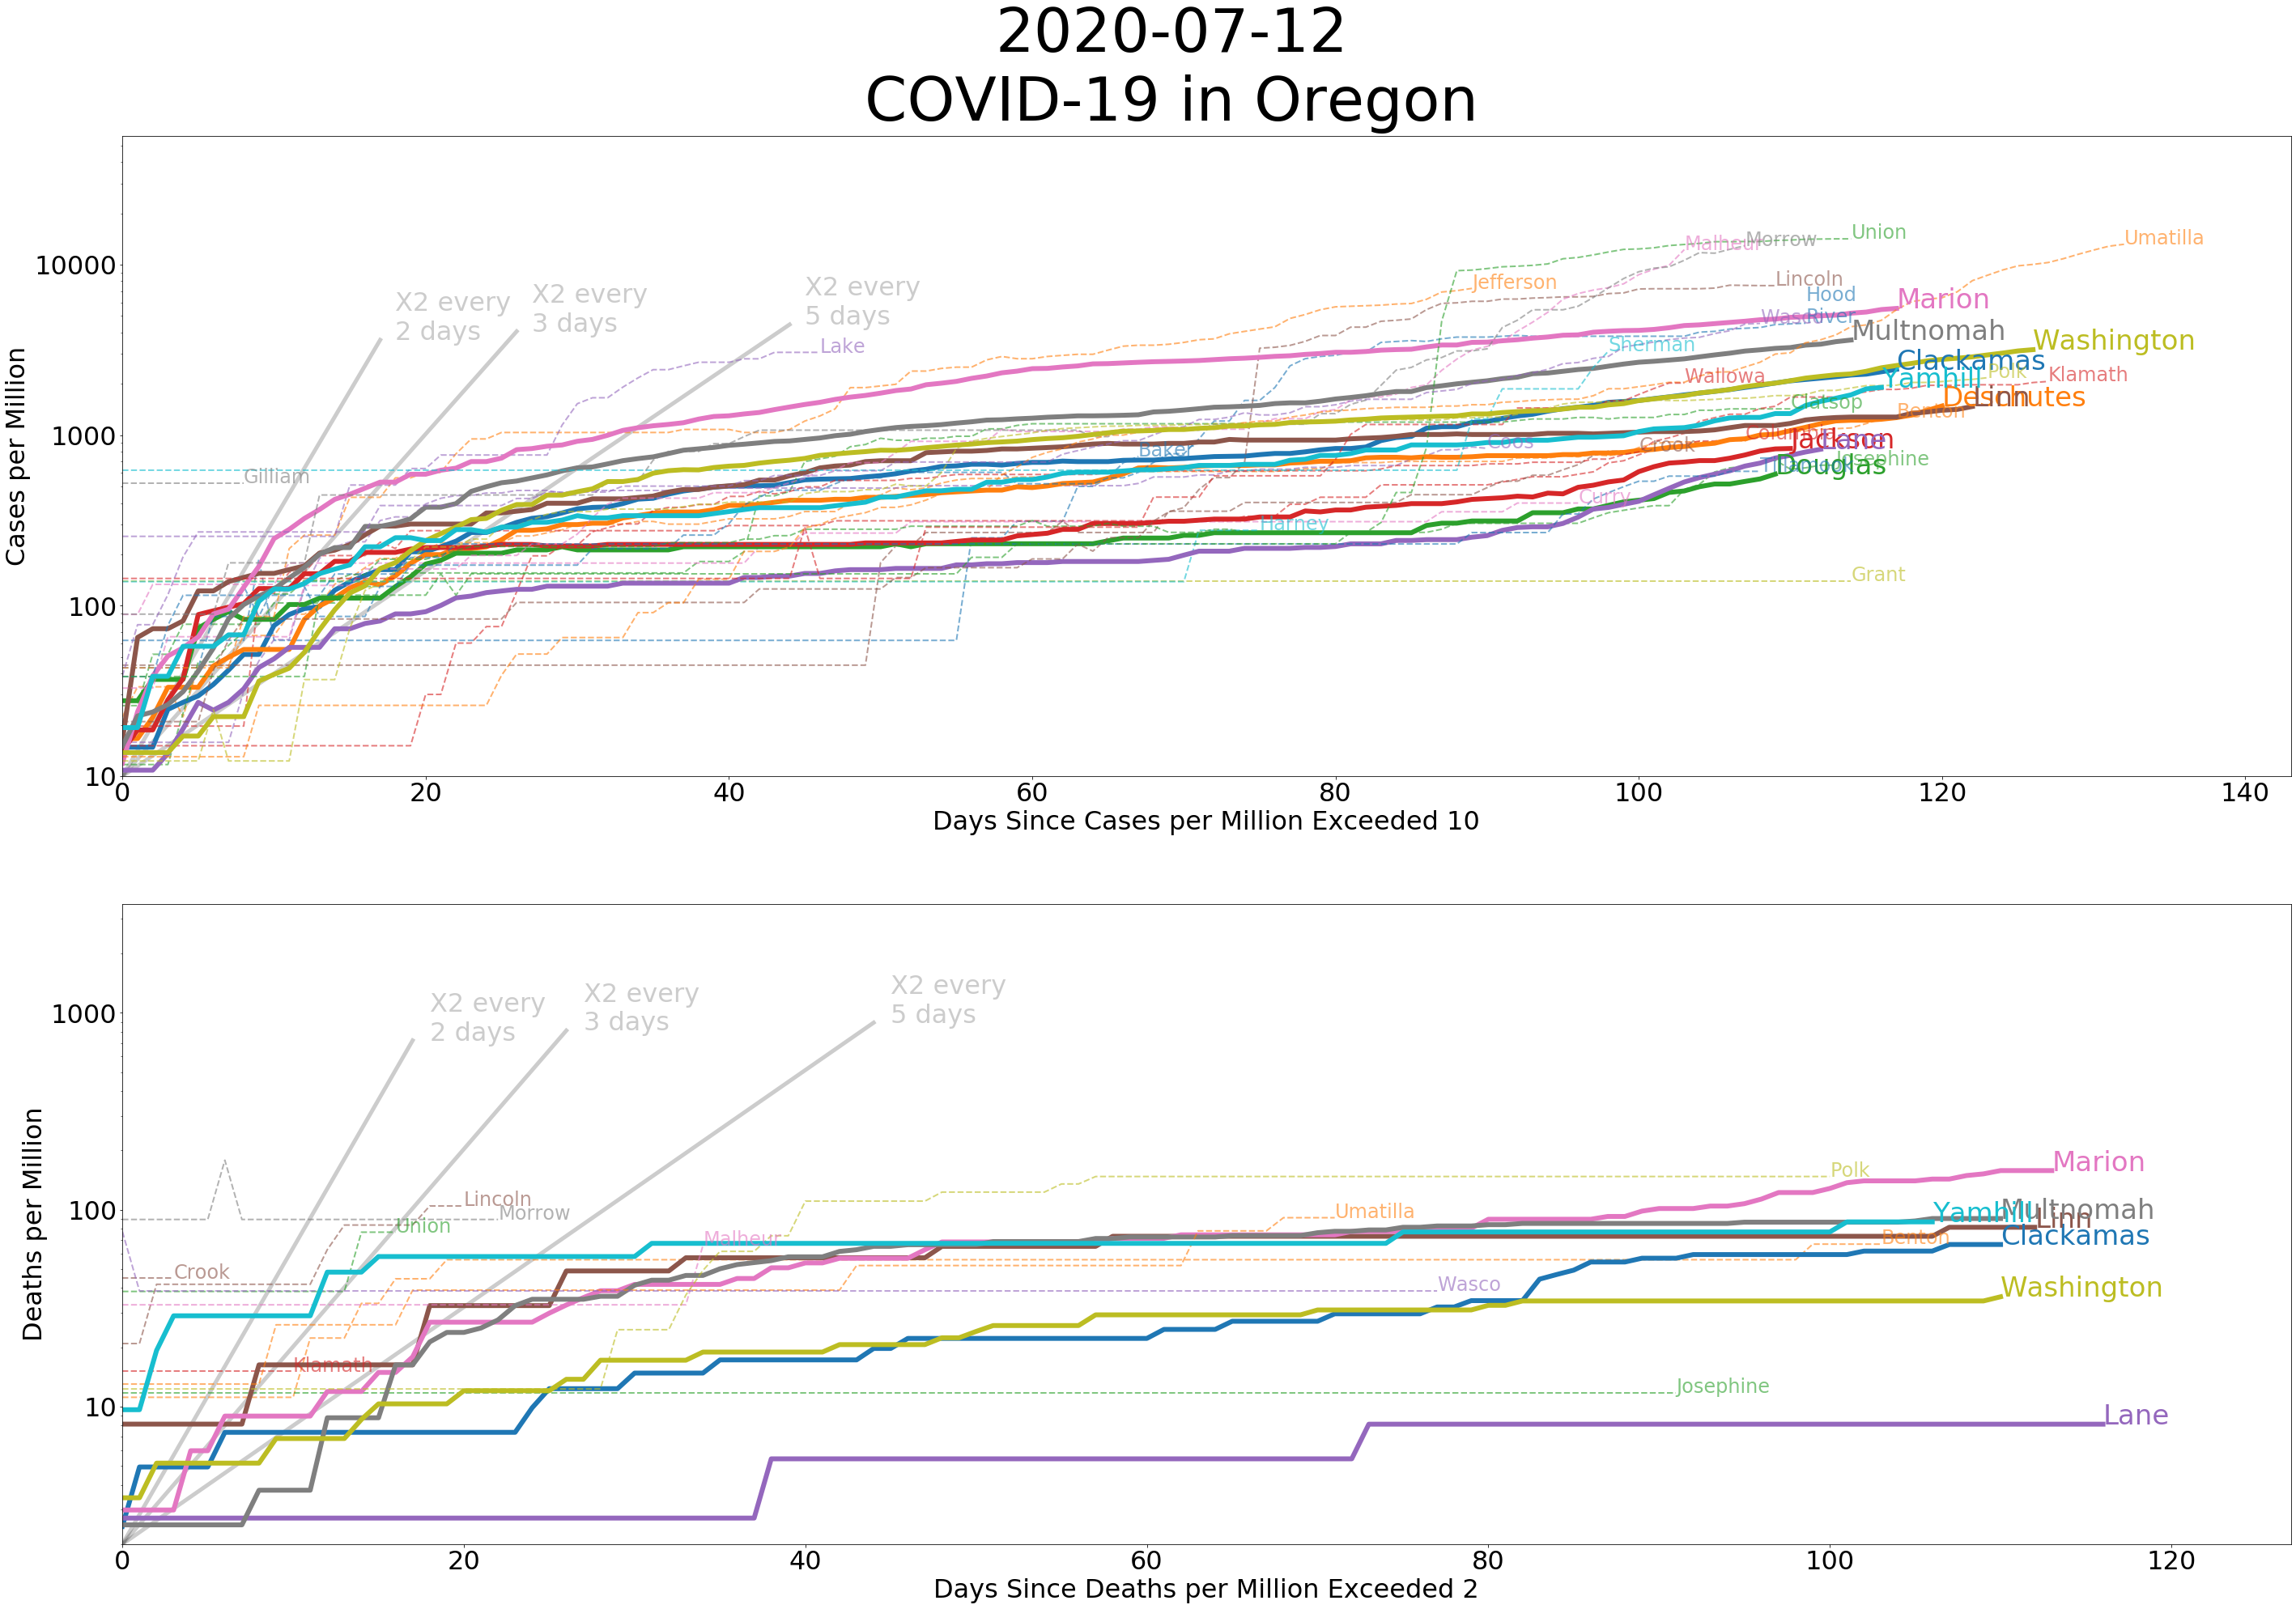 2020-07-12
COVID-19 in Oregon
Cases per Million
10000
1000
100
10
X2 every
2 days
X2 every
3 days
X2 every
5 days
Union
Umatilla
Malheur
Morrow
Jefferson
Lincoln
Hood
River
Marion
Wasco
Multnomah
Washington
Sherman
Lake
Clackamas
Polk
Klamath
Wallowa
Yamhill
Deschutes
Linn
Clatsop
Benton
Columbia
Jackson
Lane
Coos
Crook
Baker
Josephine
Tillamook
Douglas
Gilliam
Curry
Harney
Grant
0 20 40 60 80 100 120 140
Days Since Cases per Million Exceeded 10
Deaths per Million
1000
100
10
X2 every
2 days
X2 every
3 days
X2 every
5 days
Marion
Polk
Lincoln
Morrow
Umatilla
Multnomah
Yamhill
Linn
Union
Malheur
Benton
Clackamas
Crook
Wasco
Washington
Klamath
Josephine
Lane
0 20 40 60 80 100 120
Days Since Deaths per Million Exceeded 2